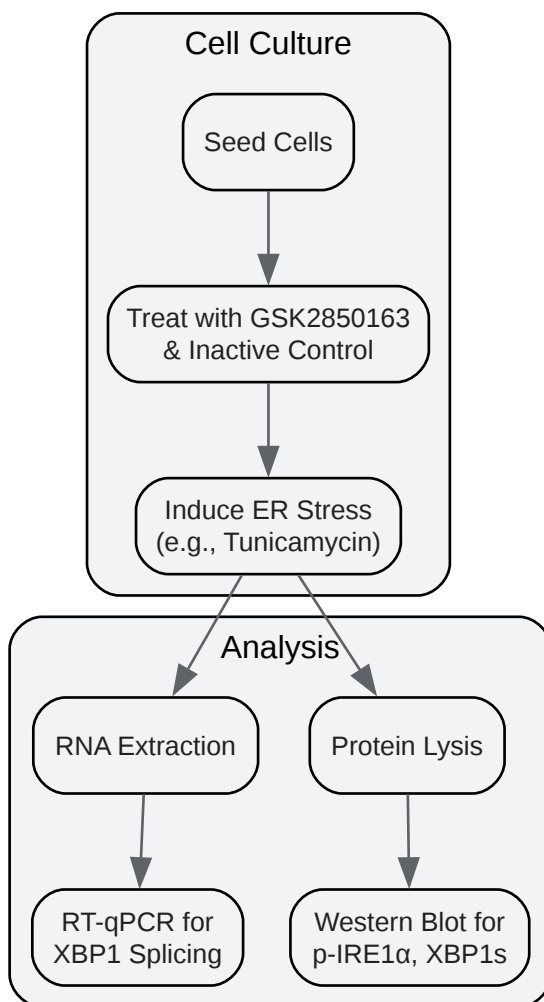 Cell Culture
Seed Cells
Treat with GSK2850163
& Inactive Control
Induce ER Stress
(e.g., Tunicamycin)
Analysis
RNA Extraction
Protein Lysis
RT-qPCR for
XBP1 Splicing
Western Blot for
p-IRE1α, XBP1s